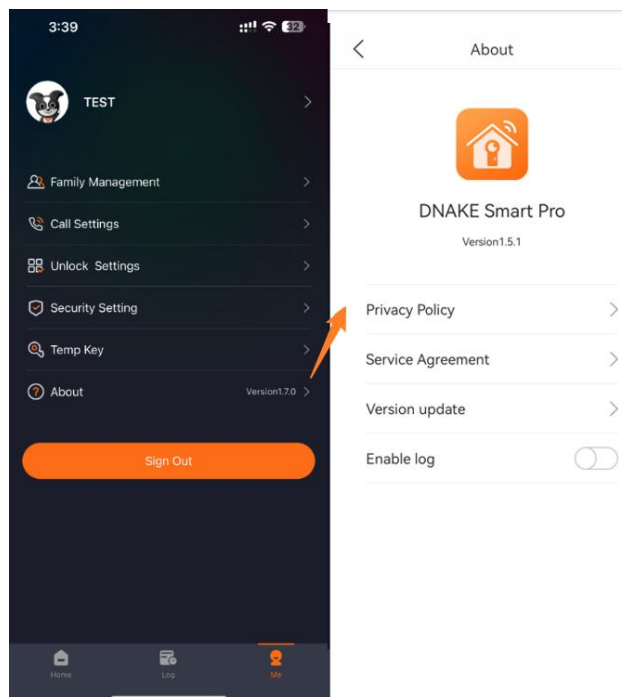 3:39
32
TEST
Family Management
Call Settings
Unlock Settings
Security Setting
Temp Key
About
Version1.7.0
Sign Out
Home
Log
Me
About
DNAKE Smart Pro
Version1.5.1
Privacy Policy
Service Agreement
Version update
Enable log